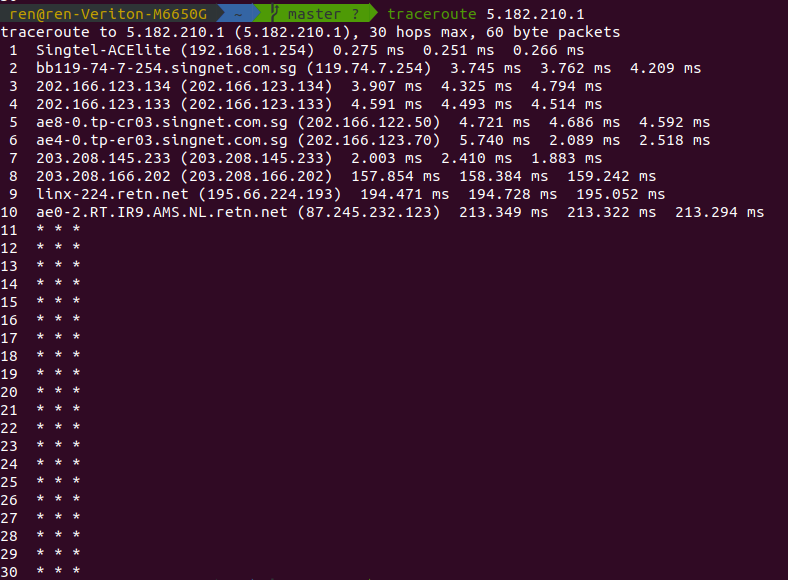 ren@ren-Veriton-M6650G ~ master ? traceroute 5.182.210.1
traceroute to 5.182.210.1 (5.182.210.1), 30 hops max, 60 byte packets
1 Singtel-ACElite (192.168.1.254) 0.275 ms 0.251 ms 0.266 ms
2 bb119-74-7-254.singnet.com.sg (119.74.7.254) 3.745 ms 3.762 ms 4.209 ms
3 202.166.123.134 (202.166.123.134) 3.907 ms 4.325 ms 4.794 ms
4 202.166.123.133 (202.166.123.133) 4.591 ms 4.493 ms 4.514 ms
5 ae8-0.tp-cr03.singnet.com.sg (202.166.122.50) 4.721 ms 4.686 ms 4.592 ms
6 ae4-0.tp-er03.singnet.com.sg (202.166.123.70) 5.740 ms 2.089 ms 2.518 ms
7 203.208.145.233 (203.208.145.233) 2.003 ms 2.410 ms 1.883 ms
8 203.208.166.202 (203.208.166.202) 157.854 ms 158.384 ms 159.242 ms
9 linx-224.retn.net (195.66.224.193) 194.471 ms 194.728 ms 195.052 ms
10 ae0-2.RT.IR9.AMS.NL.retn.net (87.245.232.123) 213.349 ms 213.322 ms 213.294 ms
11 * * *
12 * * *
13 * * *
14 * * *
15 * * *
16 * * *
17 * * *
18 * * *
19 * * *
20 * * *
21 * * *
22 * * *
23 * * *
24 * * *
25 * * *
26 * * *
27 * * *
28 * * *
29 * * *
30 * * *